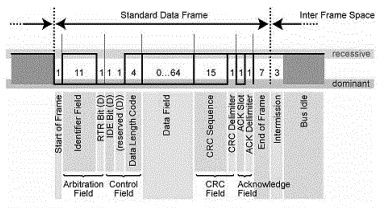 Standard Data Frame
Inter Frame Space
recessive
1 11 1 1 1 4 0...64 15 1 1 1 7 3
dominant
Start of Frame
Identifier Field
RTR Bit (D)
IDE Bit (D)
(reserved (D))
Data Length Code
Data Field
CRC Sequence
CRC Delimiter
ACK Slot
ACK Delimiter
End of Frame
Intermission
Bus Idle
Arbitration Field
Control Field
CRC Field
Acknowledge Field